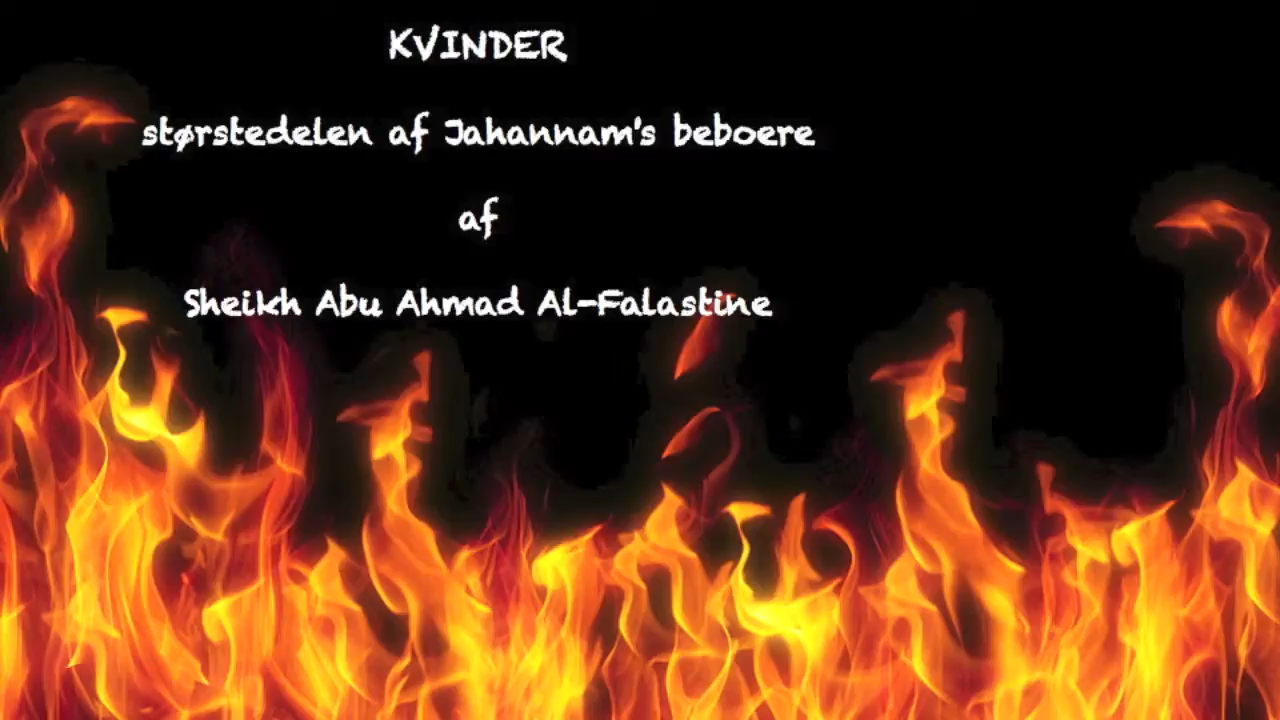 KVINDER
størstedelen af Jahannam's beboere
af
Sheikh Abu Ahmad Al-Falastine